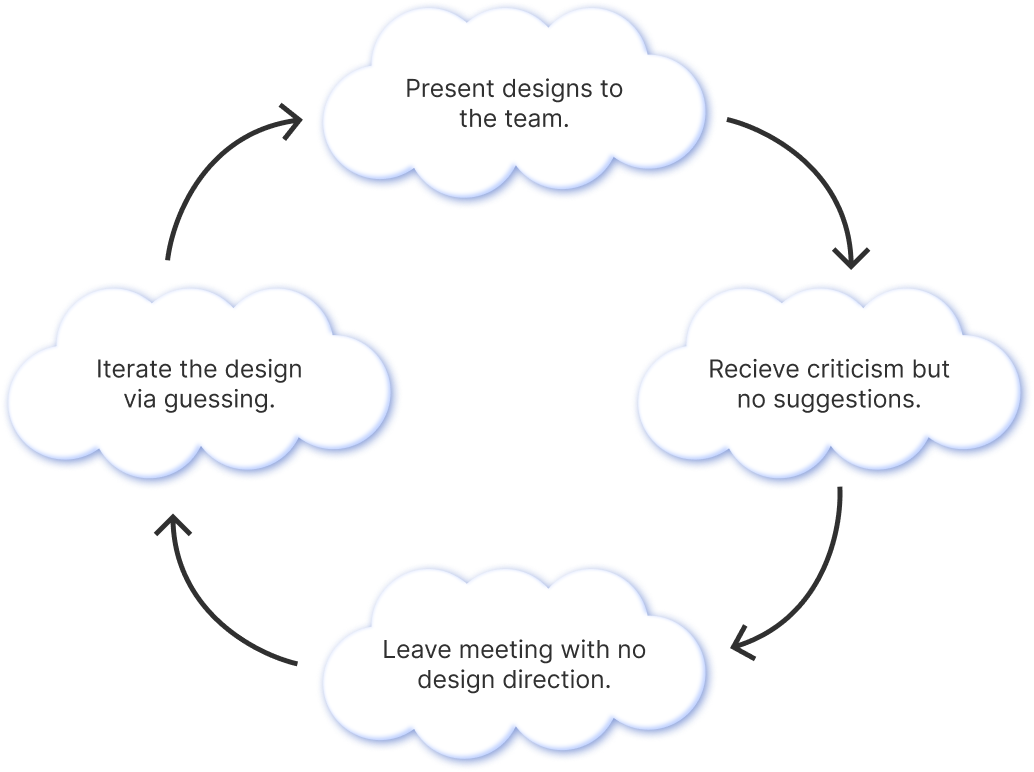 Present designs to
the team.
Recieve criticism but
no suggestions.
Leave meeting with no
design direction.
Iterate the design
via guessing.